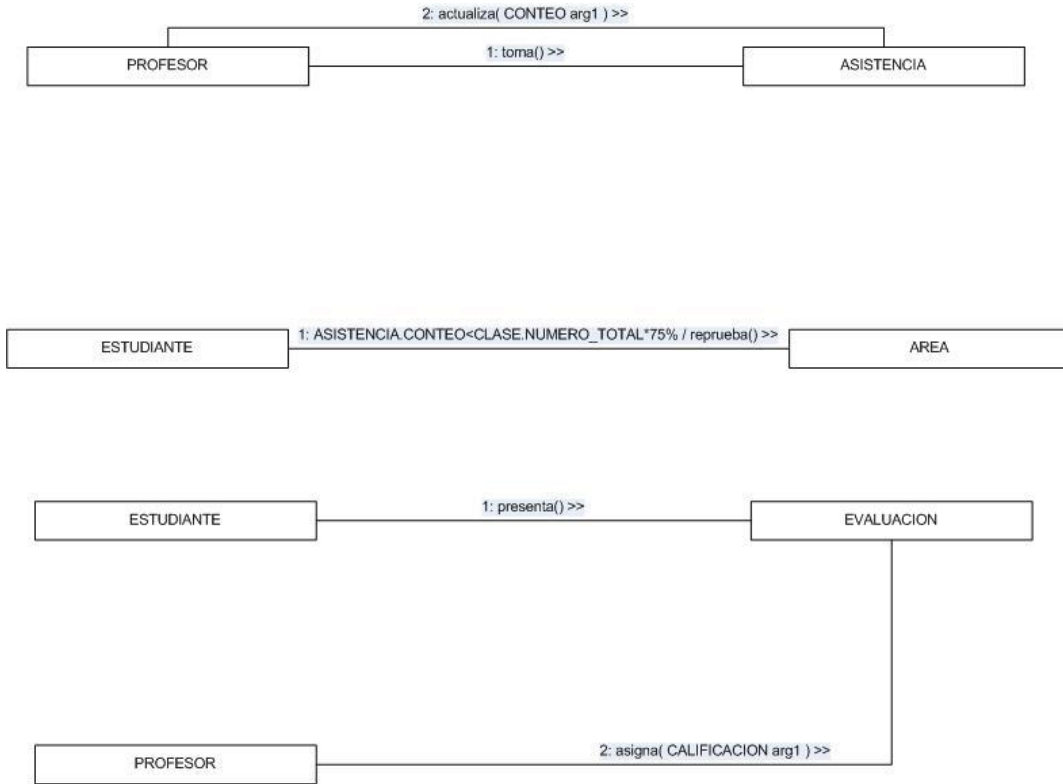 2: actualiza( CONTEO arg1 ) >>
PROFESOR
1: toma() >>
ASISTENCIA
ESTUDIANTE
1: ASISTENCIA.CONTEO<CLASE.NUMERO_TOTAL*75% / reprueba() >>
AREA
ESTUDIANTE
1: presenta() >>
EVALUACION
PROFESOR
2: asigna( CALIFICACION arg1 ) >>